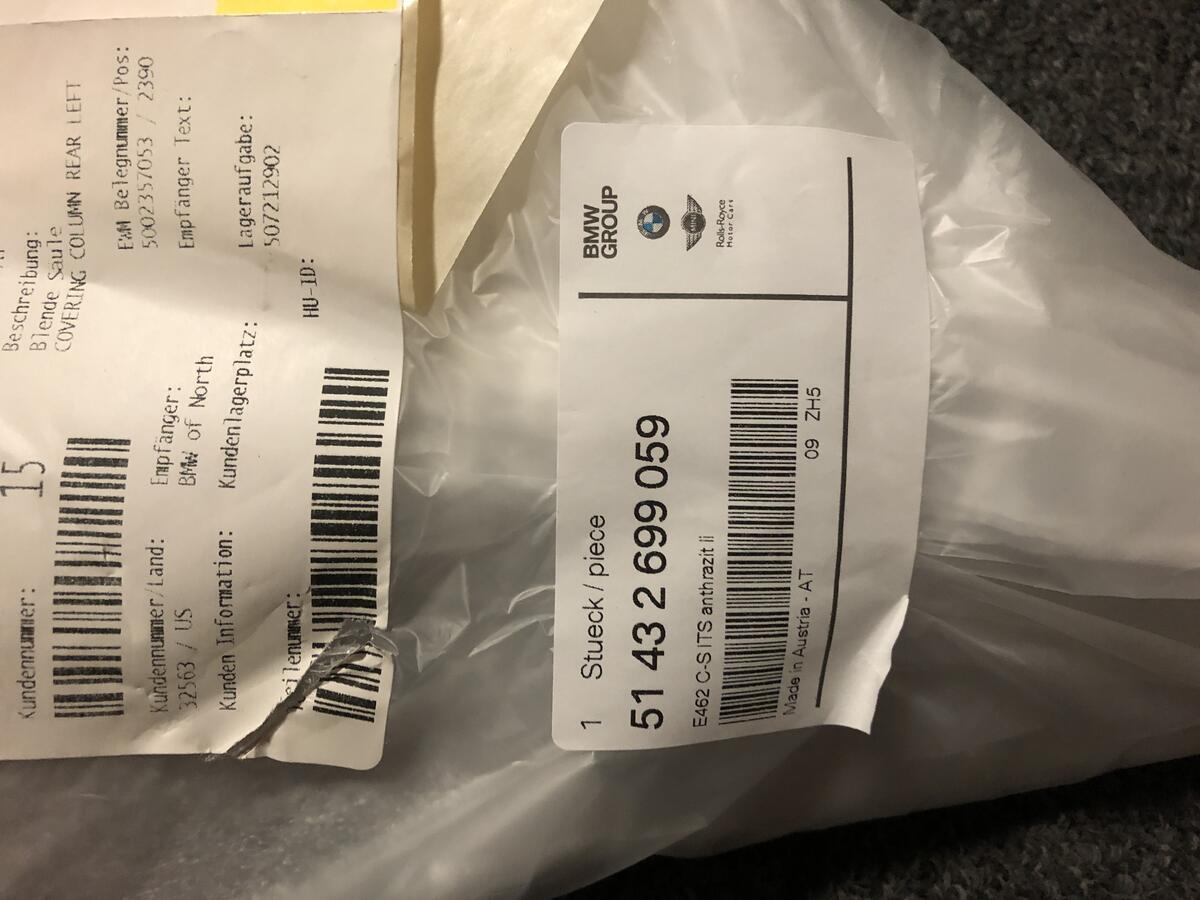 15
Kundennummer:
Beschreibung:
Blende Saule
COVERING COLUMN REAR LEFT
Kundennummer/Land:
32563 / US
Empfänger:
BMW of North
EWM Belegnummer/Pos:
5002357053 / 2390
Empfänger Text:
Kunden Information:
Kundenlagerplatz:
Lageraufgabe:
507212902
HU-ID:
BMW
GROUP
MINI
Rolls-Royce
Motor Cars
1 Stueck / piece
51 43 2 699 059
E462 C-S ITS anthrazit li
Made in Austria - AT 09 ZH5